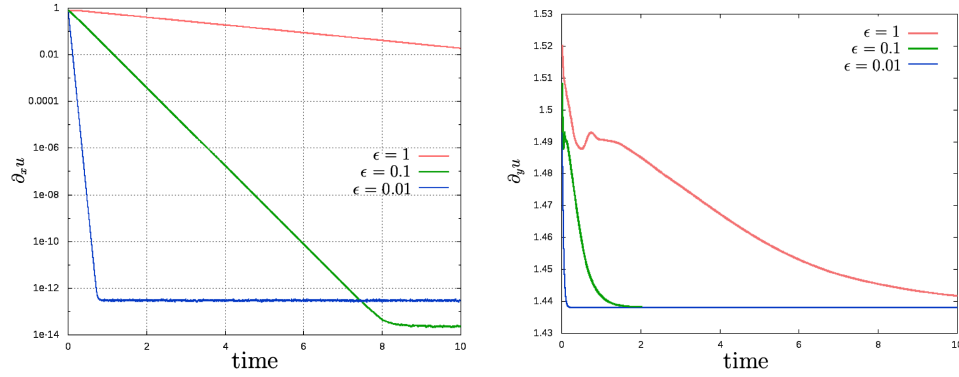 1
0.01
0.0001
1e-06
1e-08
1e-10
1e-12
1e-14
∂ₓu
ϵ = 1
ϵ = 0.1
ϵ = 0.01
0 2 4 6 8 10
time
1.53
1.52
1.51
1.5
1.49
1.48
1.47
1.46
1.45
1.44
1.43
∂_y u
ϵ = 1
ϵ = 0.1
ϵ = 0.01
0 2 4 6 8 10
time